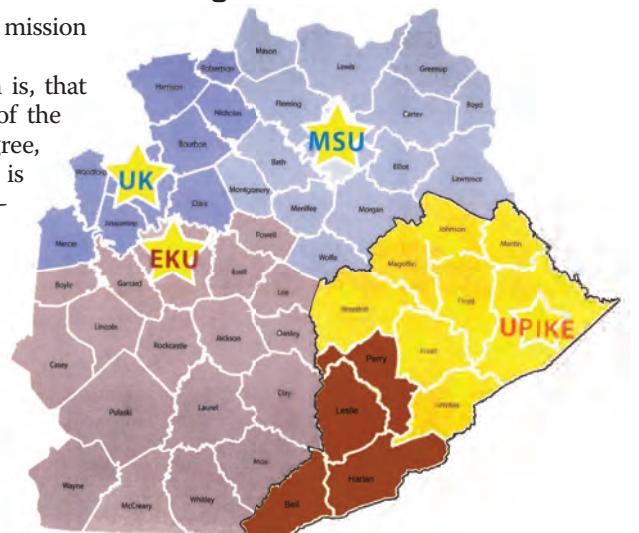 mission
is, that
of the
gree,
is
Mason
Lewis
Greenup
Robertson
Harrison
Fleming
Boyd
Nicholas
Carter
Bourbon
MSU
Bath
Elliot
Woodford
UK
Montgomery
Lawrence
Clark
Menifee
Morgan
Jessamine
Mercer
EKU
Powell
Wolfe
Johnson
Martin
Magoffin
Boyle
Garrard
Estill
Lee
Floyd
Breathitt
UPIKE
Lincoln
Rockcastle
Jackson
Owsley
Perry
Knott
Casey
Clay
Leslie
Letcher
Pulaski
Laurel
Knox
Harlan
Wayne
Bell
McCreary
Whitley